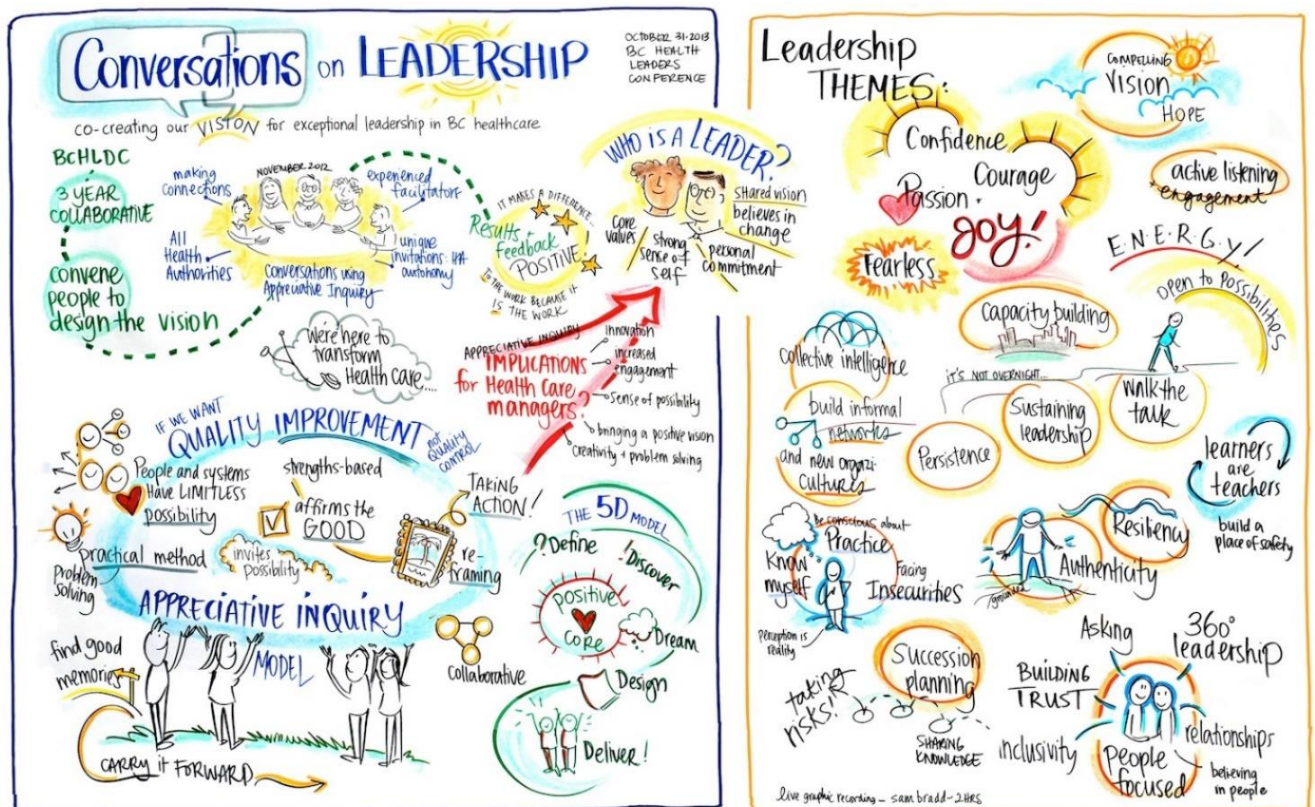 Conversations on LEADERSHIP
OCTOBER 31·2013
BC HEALTH
LEADERS
CONFERENCE
co-creating our VISION for exceptional leadership in BC healthcare
BCHLDC
3 YEAR
COLLABORATIVE
convene
people to
design the vision
making
connections
NOVEMBER 2012
experienced
facilitators
All
Health
Authorities
Conversations using
Appreciative Inquiry
unique
invitations: HA
autonomy
IT MAKES A DIFFERENCE...
Results +
feedback
POSITIVE
THE WORK BECAUSE IT
IS THE WORK
WHO IS A LEADER?
shared vision
believes in
change
core
values
strong
sense of
self
personal
commitment
We're here to
transform
Health Care....
APPRECIATIVE INQUIRY
IMPLICATIONS
for Health Care
managers?
innovation
increased
engagement
sense of possibility
bringing a positive vision
Creativity + problem solving
IF WE WANT
QUALITY IMPROVEMENT
not
QUALITY
CONTROL
People and systems
Have LIMITLESS
possibility
strengths-based
affirms the
GOOD
TAKING
ACTION!
practical method
invites
possibility
re-
framing
Problem
solving
APPRECIATIVE INQUIRY
MODEL
find good
memories
collaborative
CARRY it FORWARD
THE 5D MODEL
? Define
! Discover
positive
core
Dream
Design
Deliver!
Leadership
THEMES:
COMPELLING
Vision
HOPE
Confidence
Courage
Passion
JOY!
Fearless
active listening
+ engagement
E·N·E·R·G·Y!
open to possibilities
capacity building
collective intelligence
IT'S NOT OVERNIGHT...
walk the
talk
build informal
networks
and new organizi
cultures
Persistence
Sustaining
leadership
learners
are
teachers
build a
place of safety
Be conscious about
Practice
Know
myself
Facing
Insecurities
perception is
reality
Resiliency
Authenticity
grounded
taking
risks!
Succession
planning
SHARING
KNOWLEDGE
Asking
360°
leadership
BUILDING
TRUST
inclusivity
People
focused
relationships
believing
in people
live graphic recording - sam bradd - 2HRS